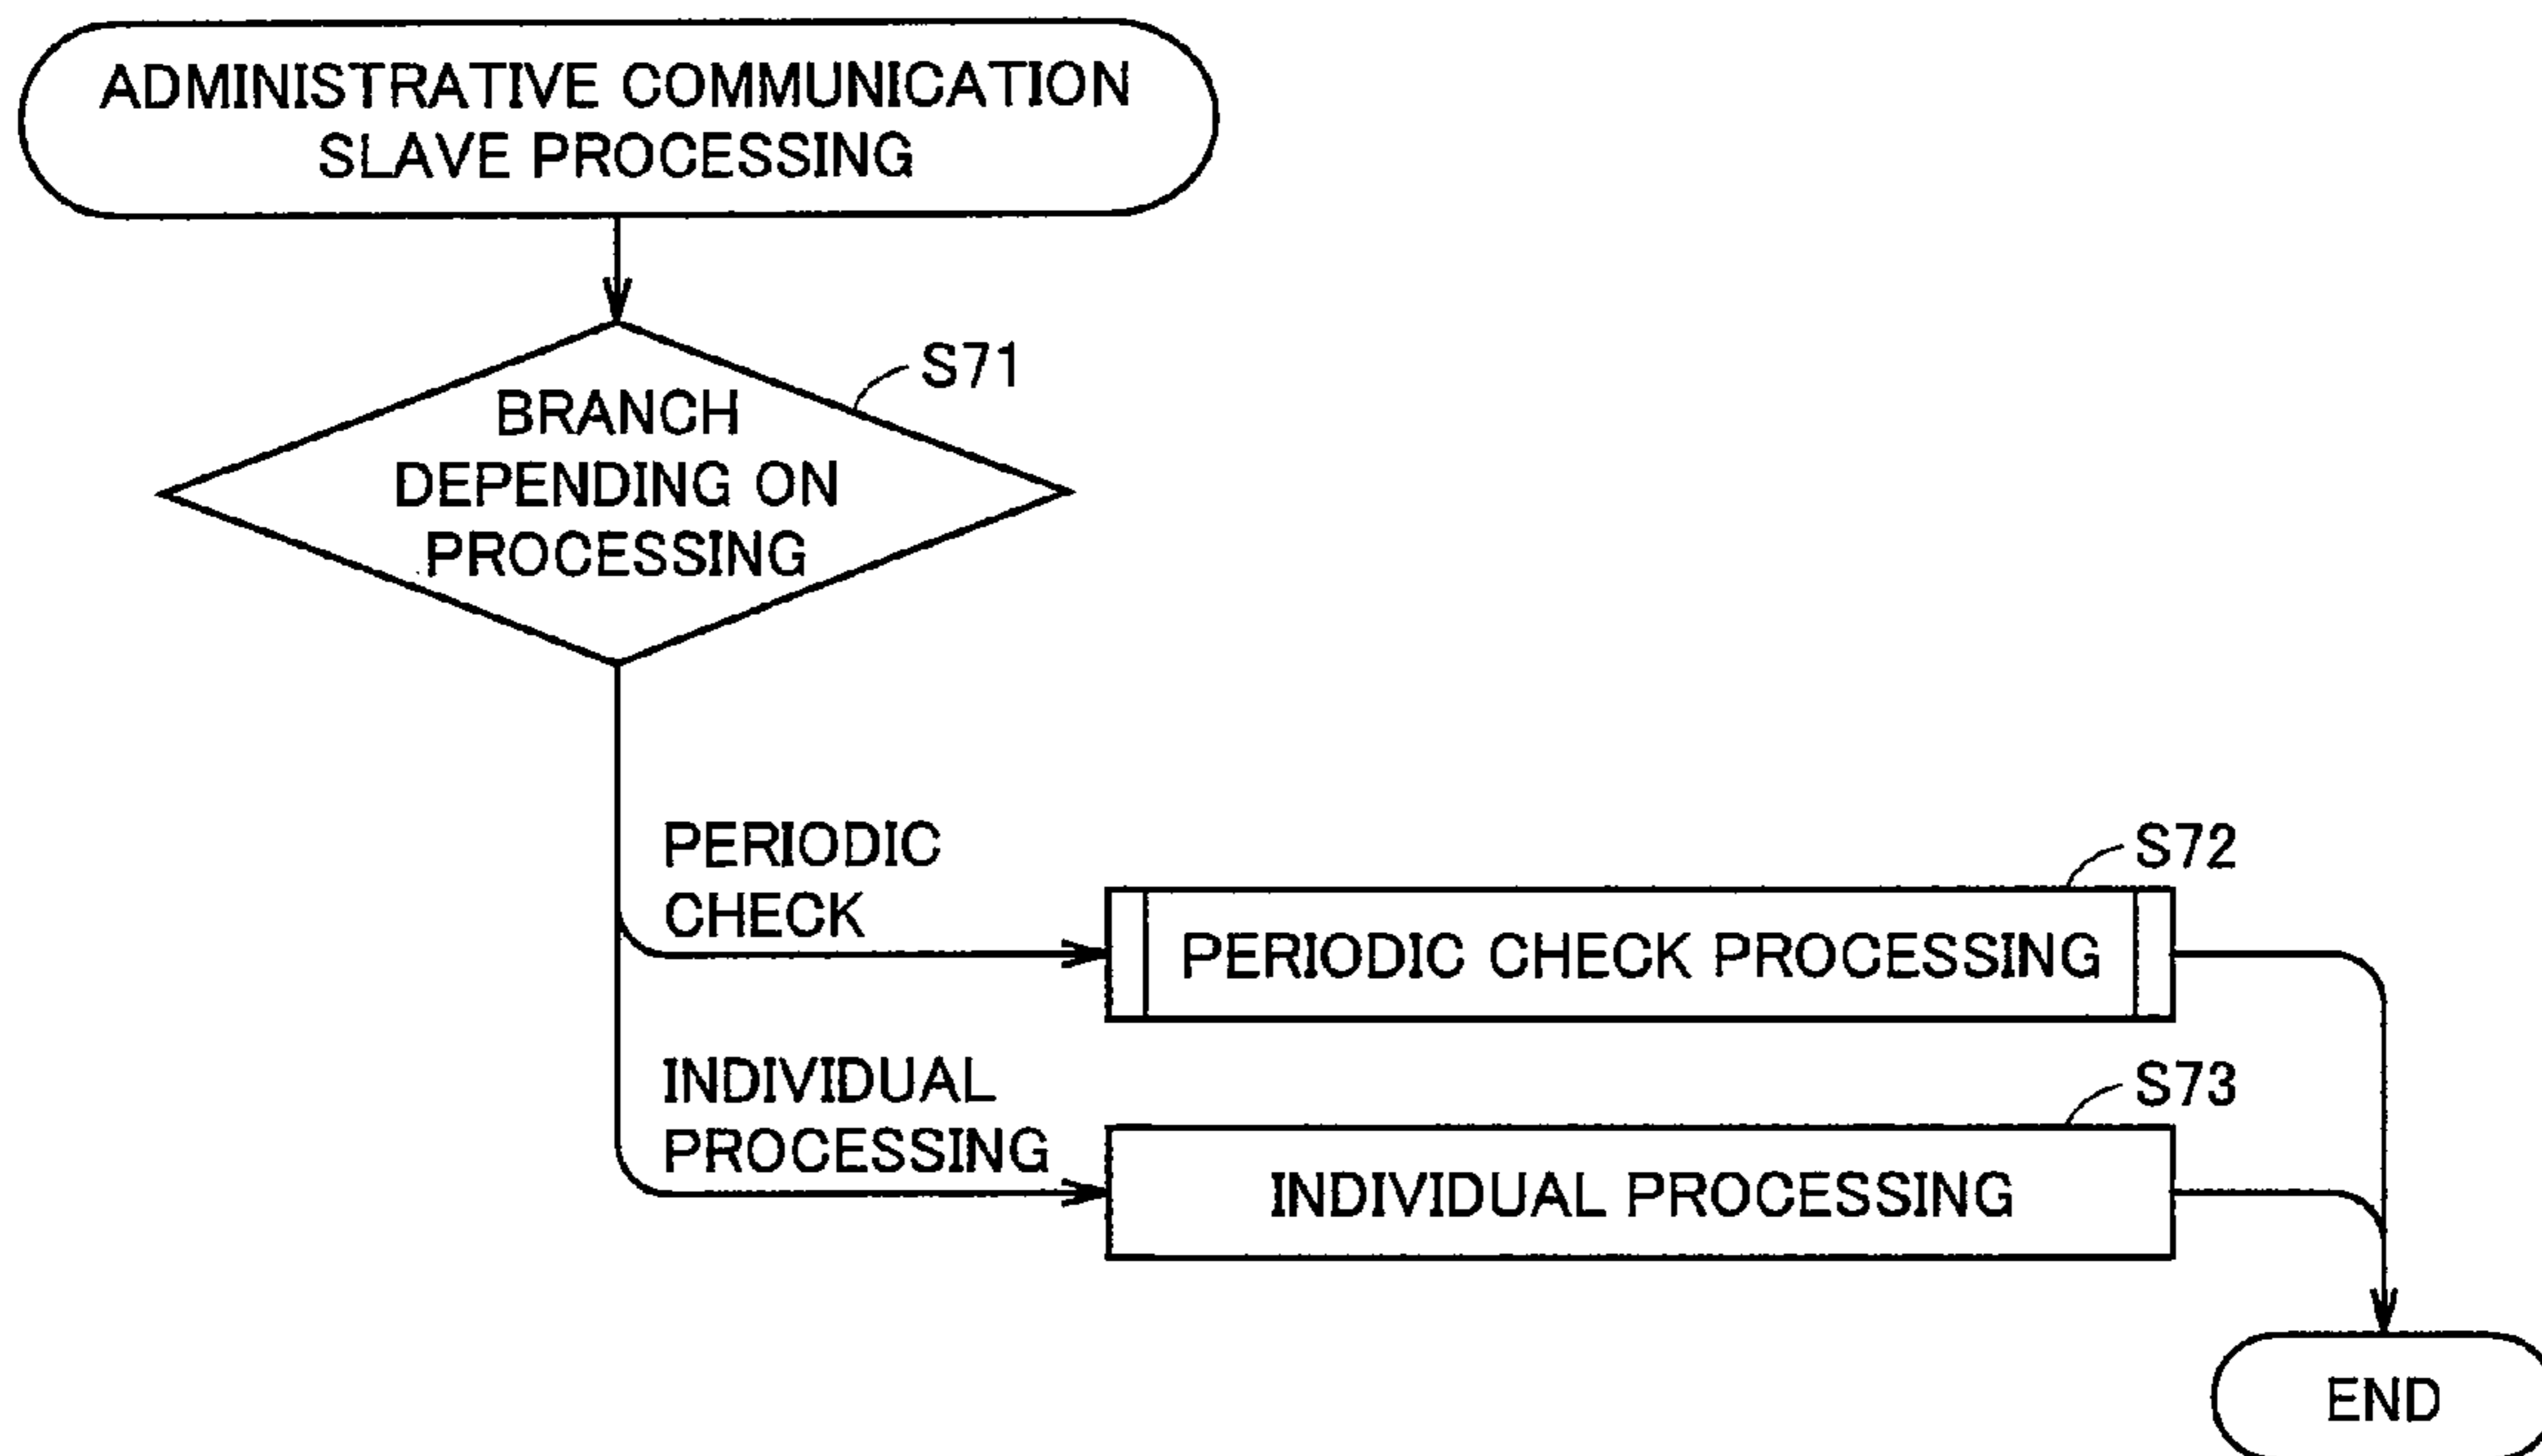 ADMINISTRATIVE COMMUNICATION
SLAVE PROCESSING
S71
BRANCH
DEPENDING ON
PROCESSING
PERIODIC
CHECK
S72
PERIODIC CHECK PROCESSING
INDIVIDUAL
PROCESSING
S73
INDIVIDUAL PROCESSING
END